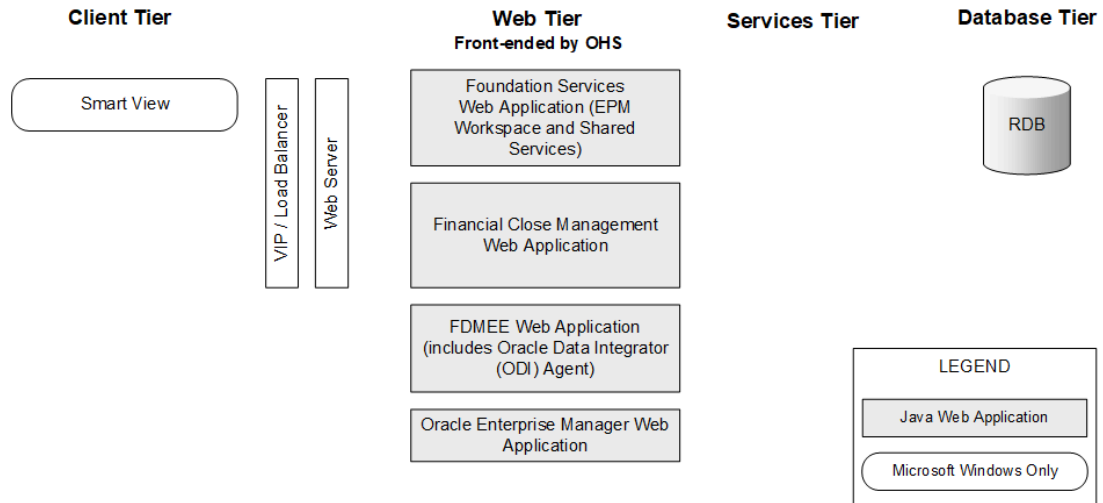 Client Tier
Web Tier
Front-ended by OHS
Services Tier
Database Tier
Smart View
VIP / Load Balancer
Web Server
Foundation Services
Web Application (EPM
Workspace and Shared
Services)
RDB
Financial Close Management
Web Application
FDMEE Web Application
(includes Oracle Data Integrator
(ODI) Agent)
Oracle Enterprise Manager Web
Application
LEGEND
Java Web Application
Microsoft Windows Only